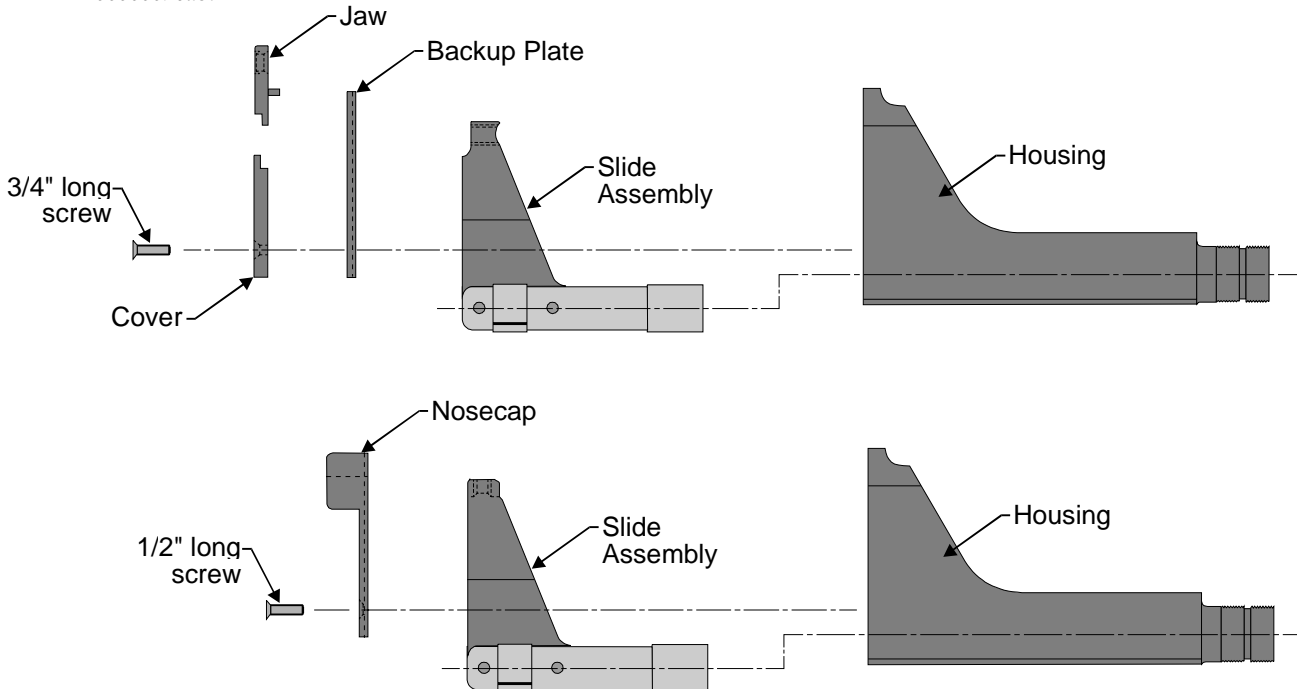 Jaw
Backup Plate
Slide
Assembly
Housing
3/4" long
screw
Cover
Nosecap
Slide
Assembly
Housing
1/2" long
screw